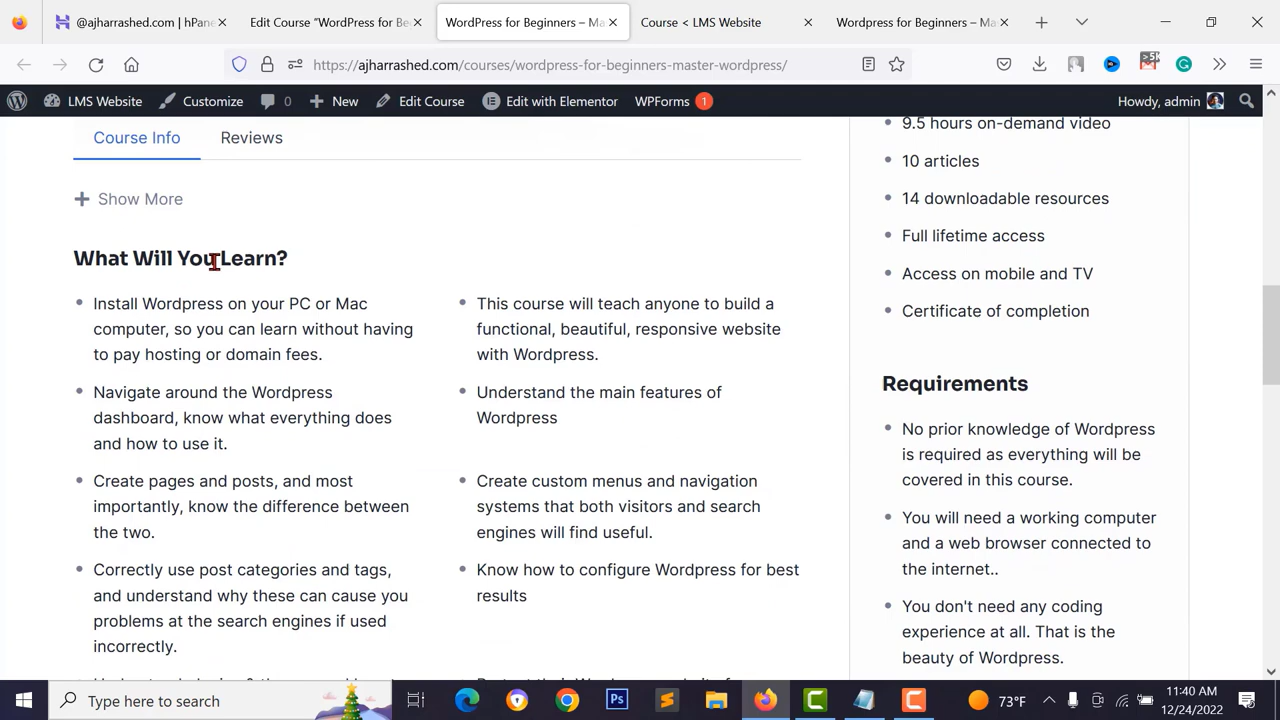 @ajharrashed.com | hPane
Edit Course “WordPress for Be
WordPress for Beginners – Ma
Course < LMS Website
Wordpress for Beginners – Ma
https://ajharrashed.com/courses/wordpress-for-beginners-master-wordpress/
LMS Website
Customize
0
New
Edit Course
Edit with Elementor
WPForms 1
Howdy, admin
Course Info
Reviews
Show More
What Will You Learn?
Install Wordpress on your PC or Mac
computer, so you can learn without having
to pay hosting or domain fees.
Navigate around the Wordpress
dashboard, know what everything does
and how to use it.
Create pages and posts, and most
importantly, know the difference between
the two.
Correctly use post categories and tags,
and understand why these can cause you
problems at the search engines if used
incorrectly.
This course will teach anyone to build a
functional, beautiful, responsive website
with Wordpress.
Understand the main features of
Wordpress
Create custom menus and navigation
systems that both visitors and search
engines will find useful.
Know how to configure Wordpress for best
results
9.5 hours on-demand video
10 articles
14 downloadable resources
Full lifetime access
Access on mobile and TV
Certificate of completion
Requirements
No prior knowledge of Wordpress
is required as everything will be
covered in this course.
You will need a working computer
and a web browser connected to
the internet..
You don't need any coding
experience at all. That is the
beauty of Wordpress.
Type here to search
Ps
73°F
11:40 AM
12/24/2022